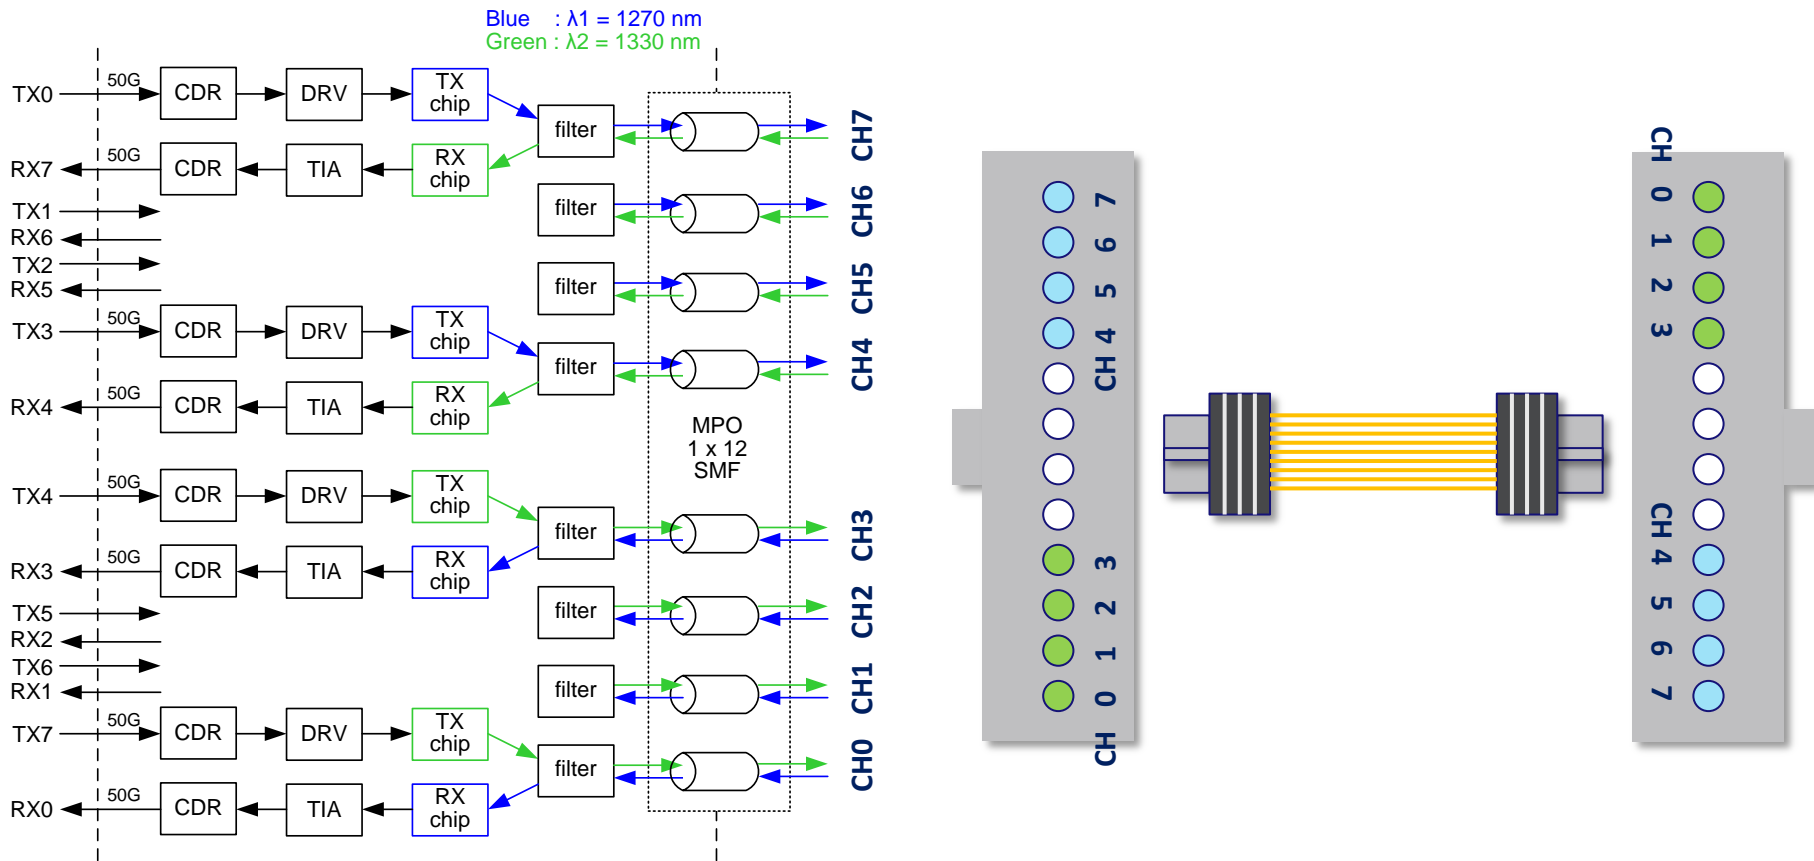 Blue : λ1 = 1270 nm
Green : λ2 = 1330 nm
TX0
50G
CDR
DRV
TX
chip
filter
CH7
RX7
50G
CDR
TIA
RX
chip
TX1
RX6
filter
CH6
TX2
RX5
filter
CH5
TX3
50G
CDR
DRV
TX
chip
filter
CH4
RX4
50G
CDR
TIA
RX
chip
MPO
1 x 12
SMF
TX4
50G
CDR
DRV
TX
chip
filter
CH3
RX3
50G
CDR
TIA
RX
chip
TX5
RX2
filter
CH2
TX6
RX1
filter
CH1
TX7
50G
CDR
DRV
TX
chip
filter
CH0
RX0
50G
CDR
TIA
RX
chip
7
6
5
CH 4
3
2
1
CH 0
CH 0
1
2
3
CH 4
5
6
7